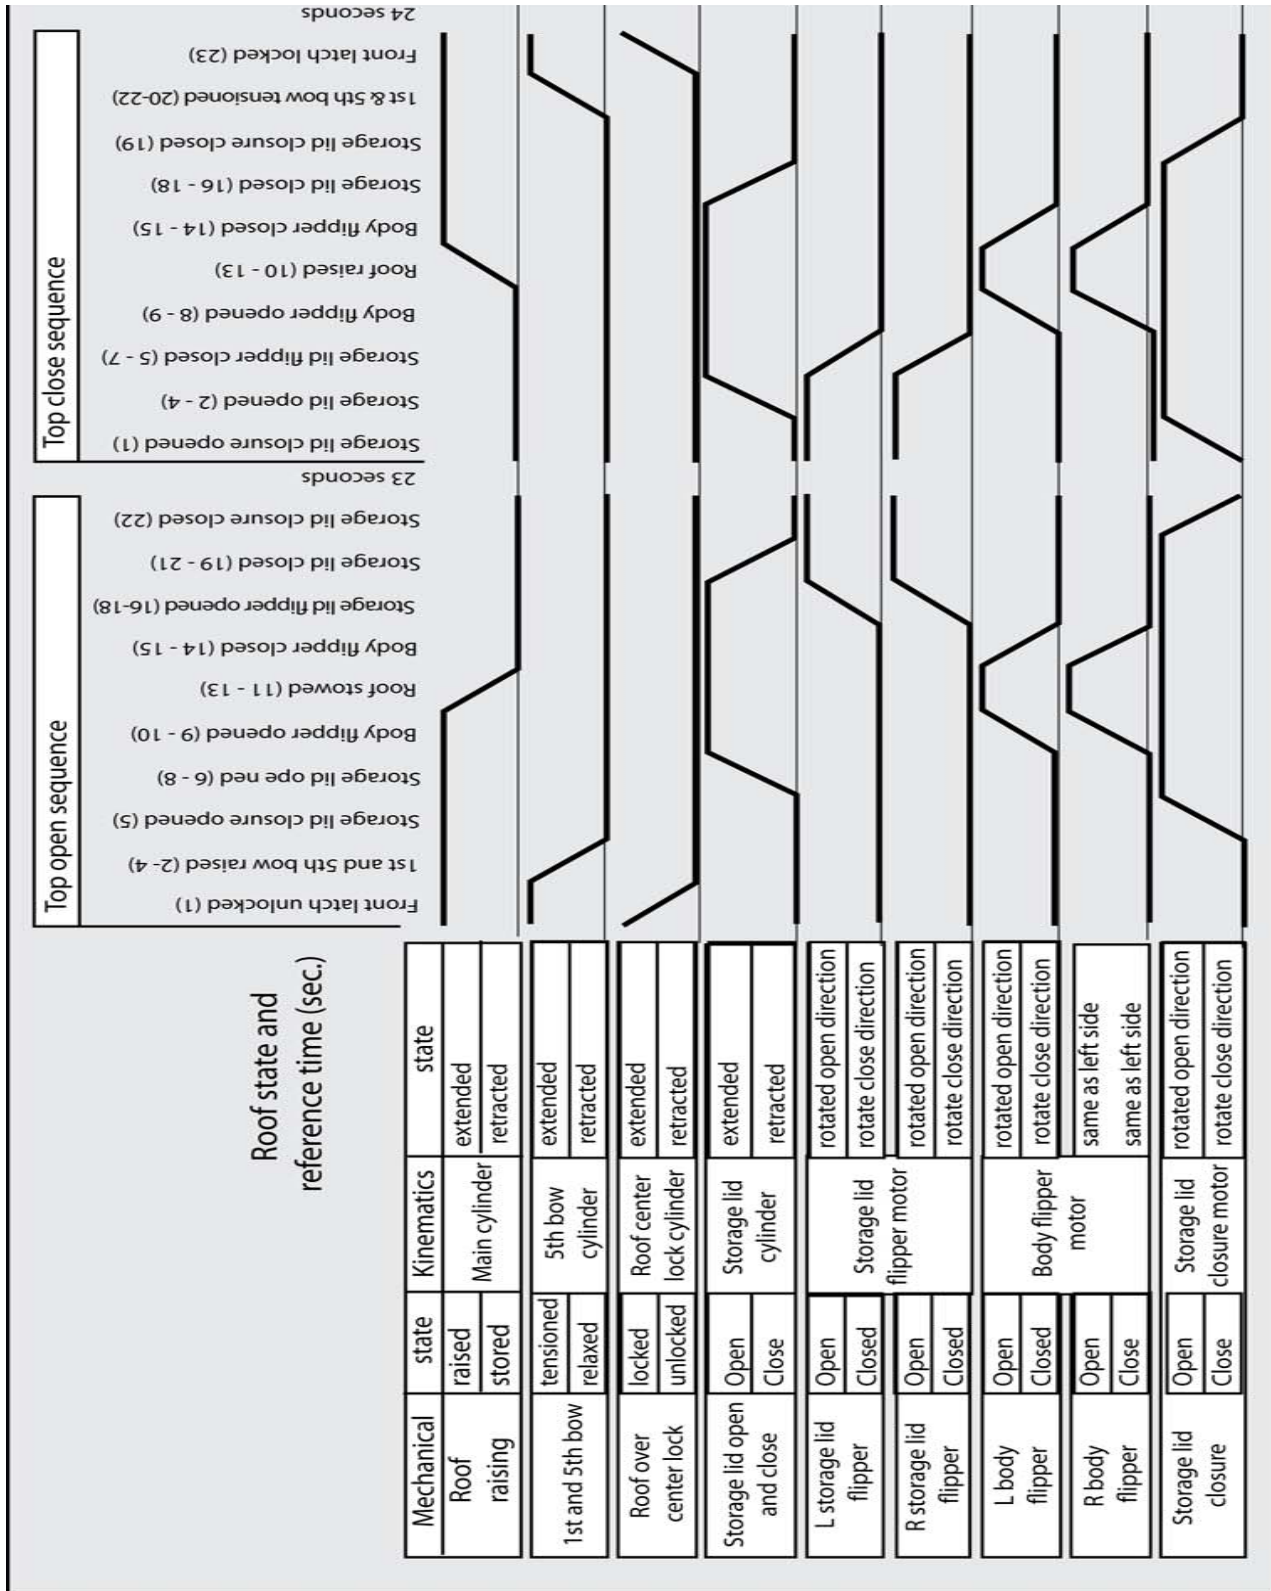 Roof state and
reference time (sec.)
Top open sequence
Front latch unlocked (1)
1st and 5th bow raised (2-4)
Storage lid closure opened (5)
Storage lid ope ned (6 - 8)
Body flipper opened (9 - 10)
Roof stowed (11 - 13)
Body flipper closed (14 - 15)
Storage lid flipper opened (16-18)
Storage lid closed (19 - 21)
Storage lid closure closed (22)
23 seconds
Top close sequence
Storage lid closure opened (1)
Storage lid opened (2 - 4)
Storage lid flipper closed (5 - 7)
Body flipper opened (8 - 9)
Roof raised (10 - 13)
Body flipper closed (14 - 15)
Storage lid closed (16 - 18)
Storage lid closure closed (19)
1st & 5th bow tensioned (20-22)
Front latch locked (23)
24 seconds
Mechanical state Kinematics state
Roof
raising
raised
stored
Main cylinder
extended
retracted
1st and 5th bow
tensioned
relaxed
5th bow
cylinder
extended
retracted
Roof over
center lock
locked
unlocked
Roof center
lock cylinder
extended
retracted
Storage lid open
and close
Open
Close
Storage lid
cylinder
extended
retracted
L storage lid
flipper
Open
Closed
Storage lid
flipper motor
rotated open direction
rotate close direction
R storage lid
flipper
Open
Closed
rotated open direction
rotate close direction
L body
flipper
Open
Closed
Body flipper
motor
rotated open direction
rotate close direction
R body
flipper
Open
Close
same as left side
same as left side
Storage lid
closure
Open
Close
Storage lid
closure motor
rotated open direction
rotate close direction